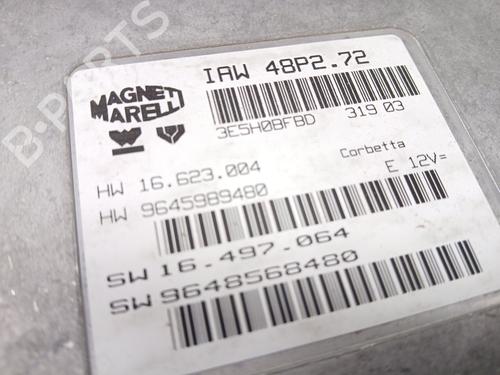 B-PARTS
IAW 48P2.72
MAGNETI
MARELLI
3E5H0BFBD 319 03
HW 16.623.004 Corbetta
HW 9645989480 E 12V=
SW 16.497.064
SW 9648568480